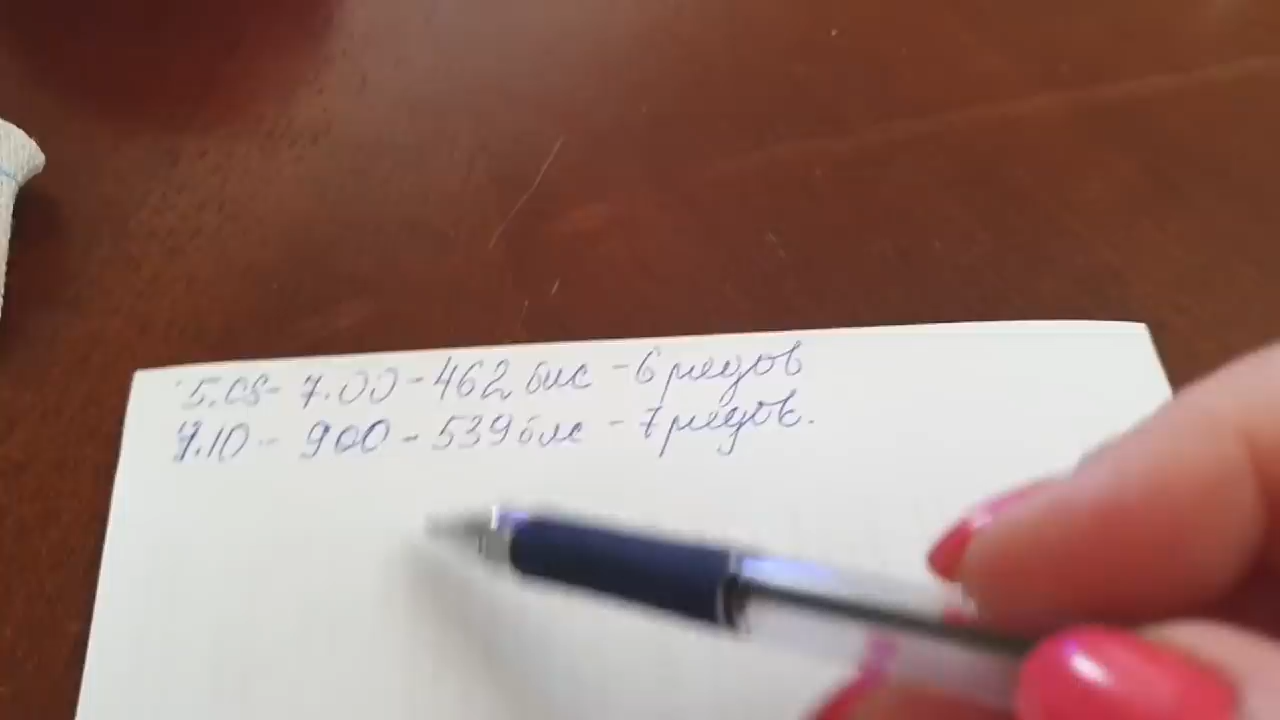 5.08 - 7.00 - 462 бис - 6 рядов
7.10 - 900 - 539 бис - 7 рядов.